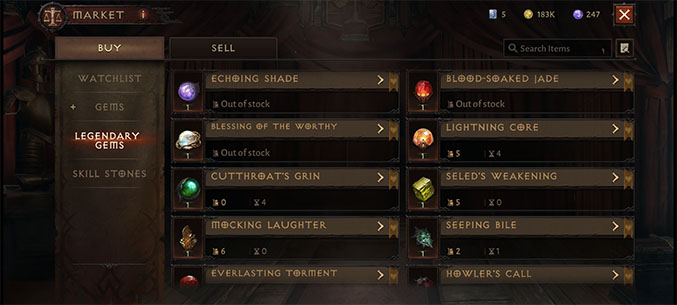 MARKET i 5 183K 247
BUY SELL Search Items
WATCHLIST
+ GEMS
LEGENDARY
GEMS
SKILL STONES
ECHOING SHADE
1 Out of stock
BLOOD-SOAKED JADE
1 Out of stock
BLESSING OF THE WORTHY
1 Out of stock
LIGHTNING CORE
1 5 4
CUTTHROAT'S GRIN
1 0 4
SELED'S WEAKENING
1 5 0
MOCKING LAUGHTER
1 6 0
SEEPING BILE
1 2 1
EVERLASTING TORMENT
HOWLER'S CALL